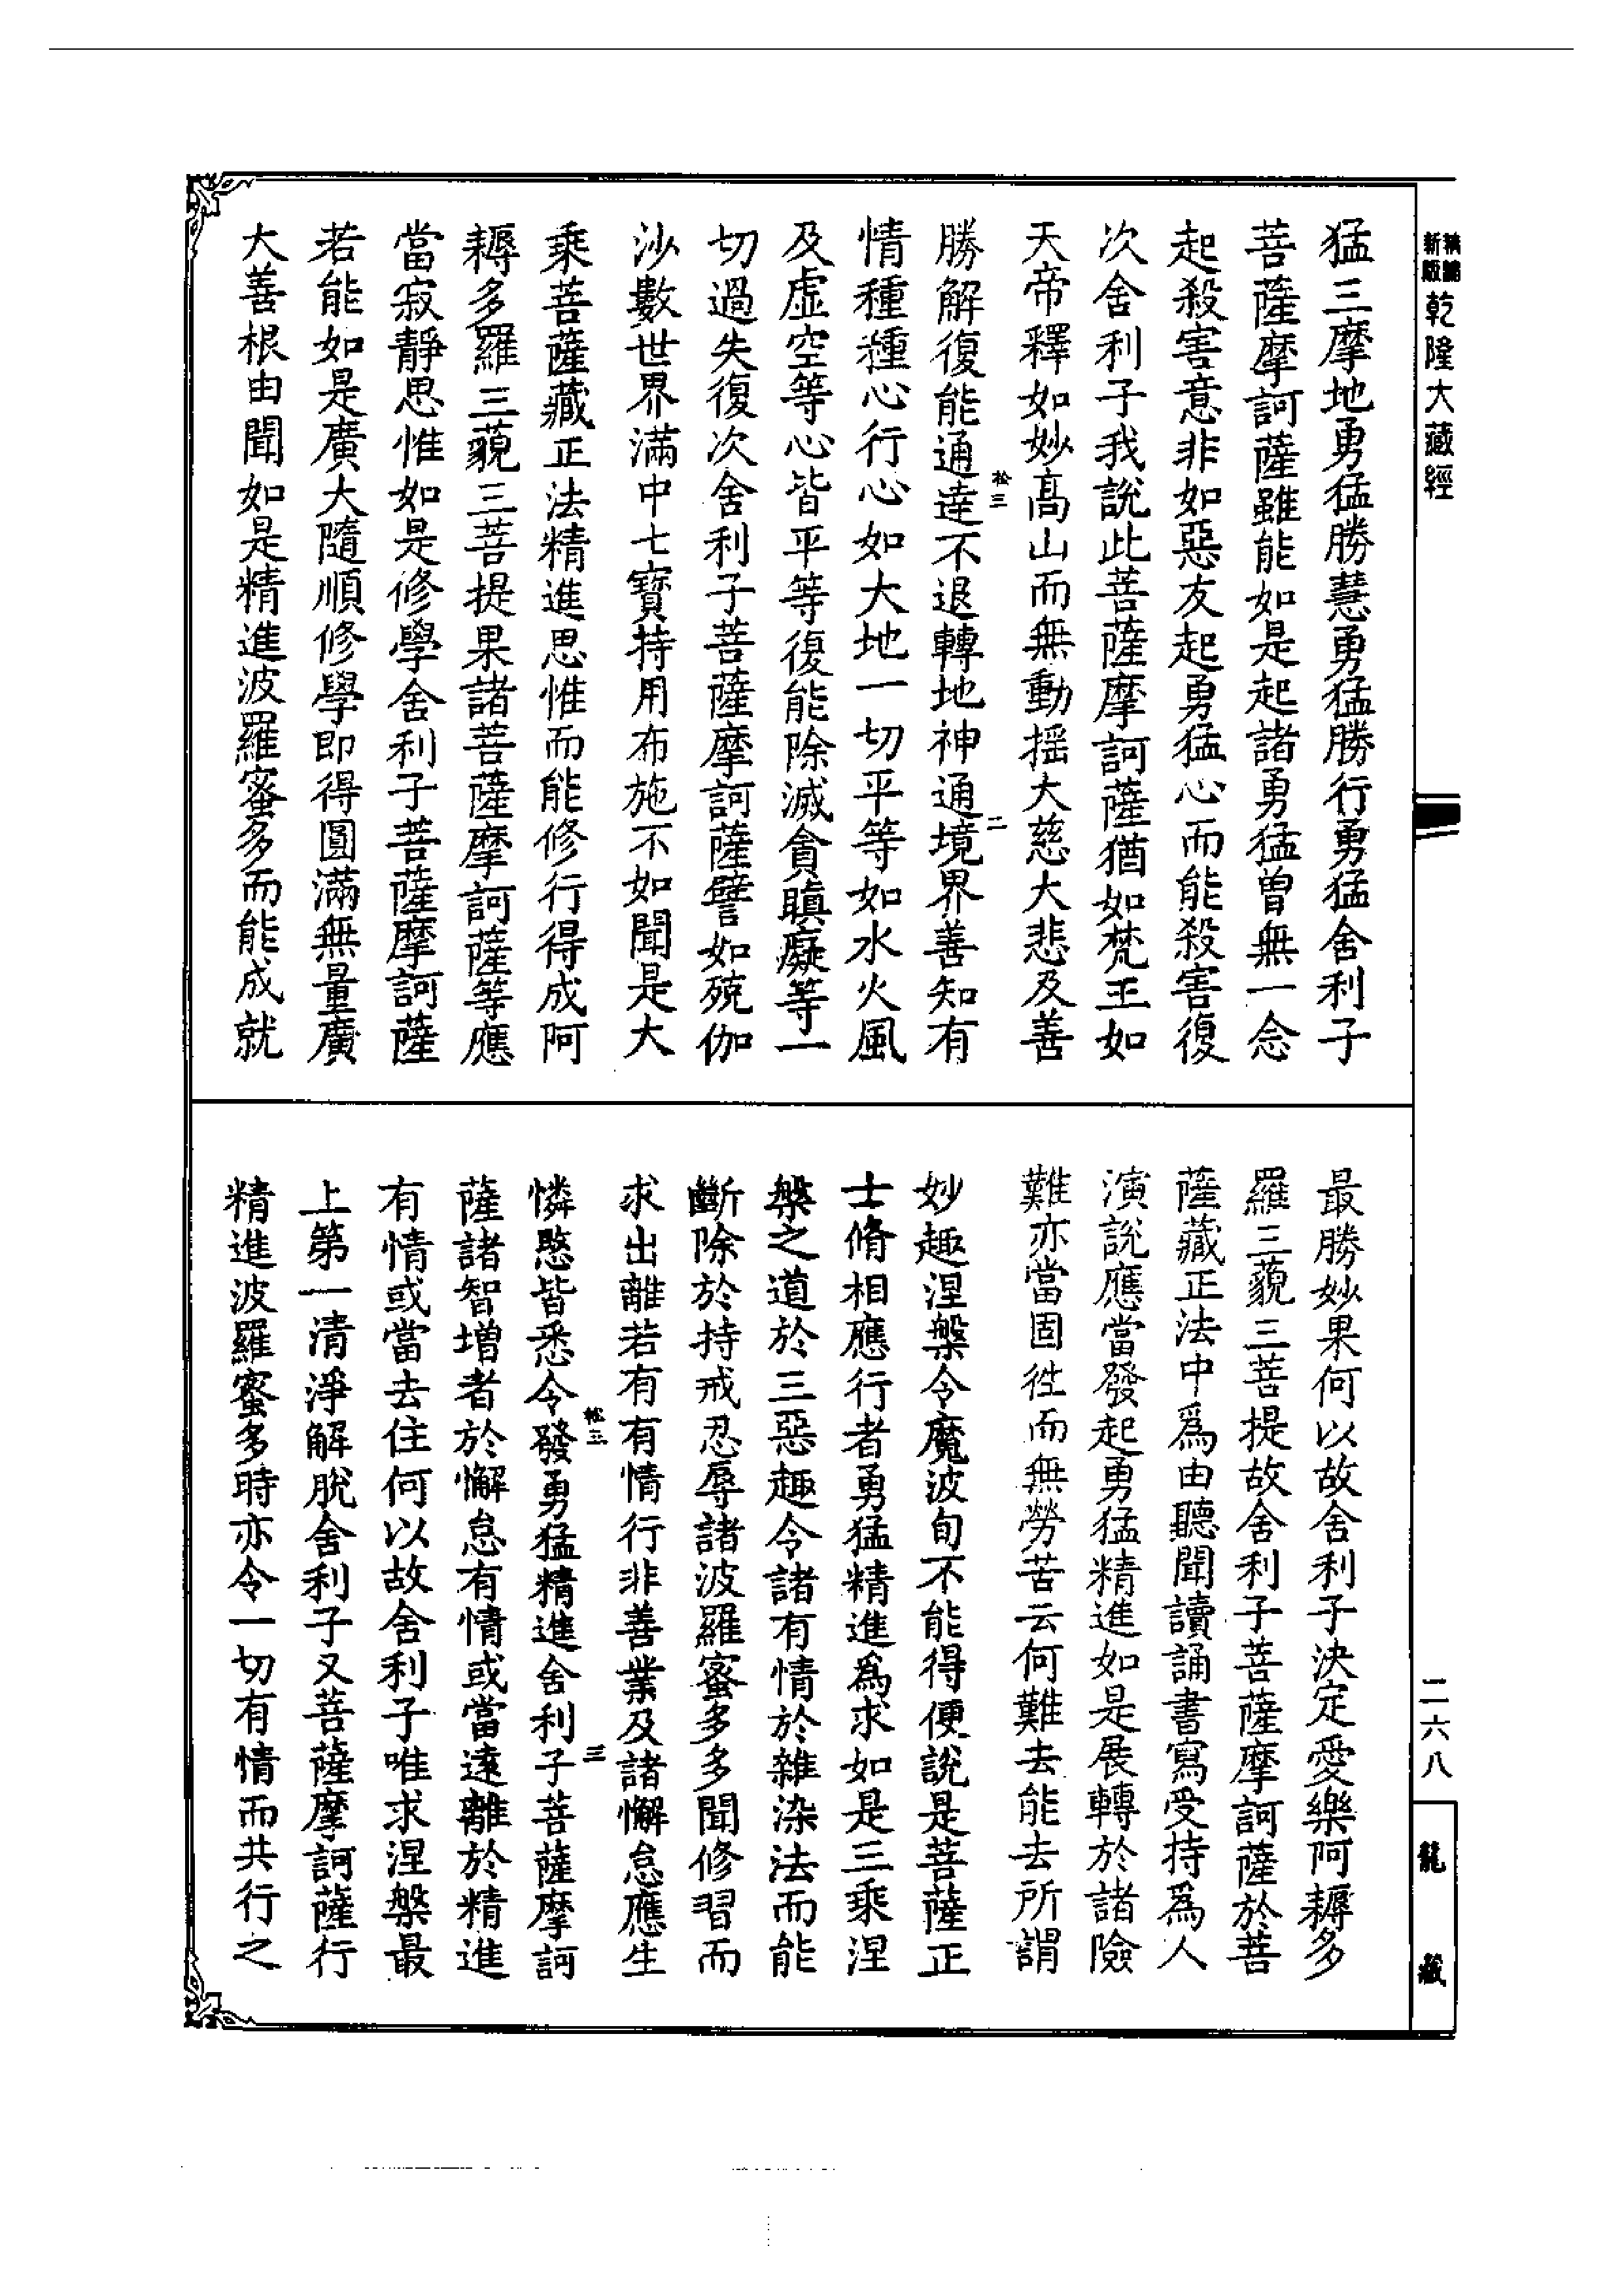 新版
乾隆大藏經
猛三摩地勇猛勝慧勇猛勝行勇猛舍利子
菩薩摩訶薩雖能如是起諸勇猛曾無一念
起殺害意非如惡友起勇猛心而能殺害復
次舍利子我說此菩薩摩訶薩猶如梵王如
天帝釋如妙高山而無動搖大慈大悲及善
勝解復能通達不退轉地神通境界善知有
情種種心行心如大地一切平等如水火風
及虛空等心皆平等復能除滅貪瞋癡等一
切過失復次舍利子菩薩摩訶薩譬如殑伽
沙數世界滿中七寶持用布施不如聞是大
乘菩薩藏正法精進思惟而能修行得成阿
耨多羅三藐三菩提果諸菩薩摩訶薩等應
當寂靜思惟如是修學舍利子菩薩摩訶薩
若能如是廣大隨順修學即得圓滿無量廣
大善根由聞如是精進波羅蜜多而能成就
松三
二
最勝妙果何以故舍利子決定愛樂阿耨多
羅三藐三菩提故舍利子菩薩摩訶薩於菩
薩藏正法中爲由聽聞讀誦書寫受持爲人
演說應當發起勇猛精進如是展轉於諸險
難亦當固徃而無勞苦云何難去能去所謂
妙趣涅槃令魔波旬不能得便說是菩薩正
士脩相應行者勇猛精進爲求如是三乘涅
槃之道於三惡趣令諸有情於雜染法而能
斷除於持戒忍辱諸波羅蜜多多聞修習而
求出離若有有情行非善業及諸懈怠應生
憐愍皆悉令發勇猛精進舍利子菩薩摩訶
薩諸智增者於懈怠有情或當遠離於精進
有情或當去住何以故舍利子唯求涅槃最
上第一清淨解脫舍利子又菩薩摩訶薩行
精進波羅蜜多時亦令一切有情而共行之
松三
三
二六八
龍藏